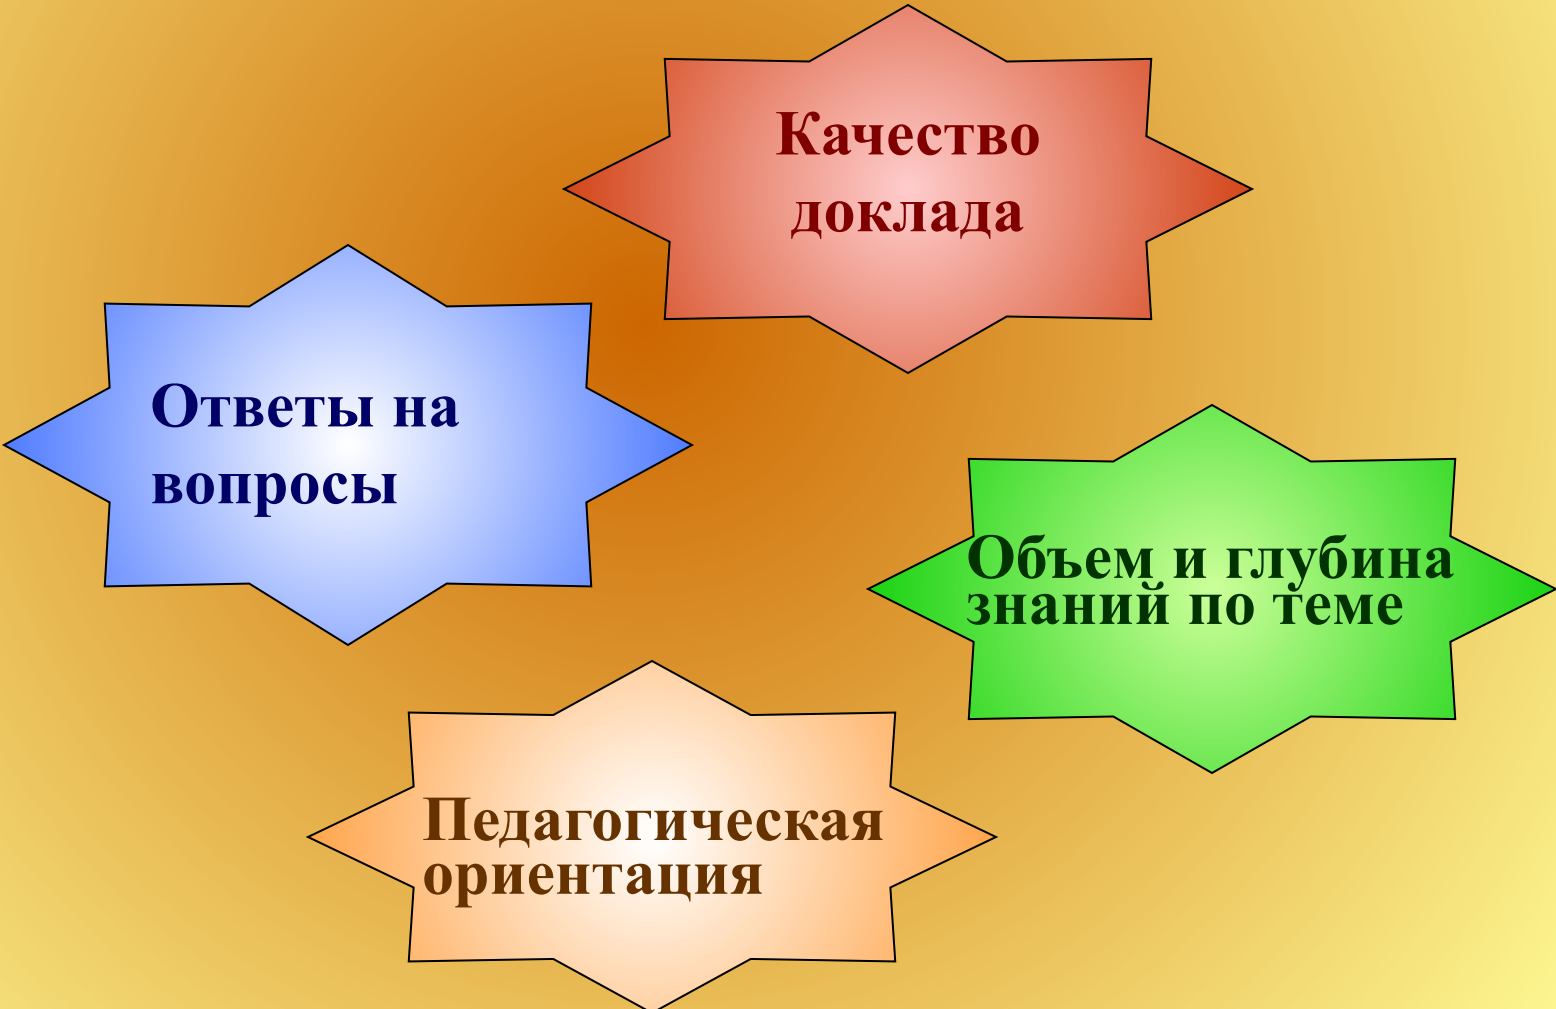 Качество
доклада
Ответы на
вопросы
Объем и глубина
знаний по теме
Педагогическая
ориентация